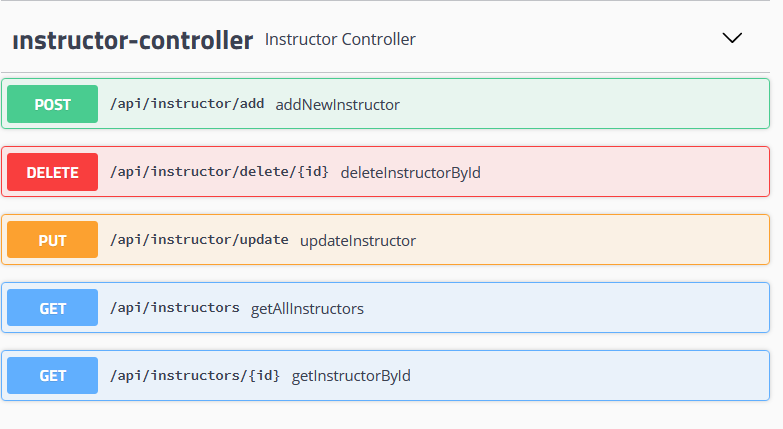 instructor-controller Instructor Controller
POST /api/instructor/add addNewInstructor
DELETE /api/instructor/delete/{id} deleteInstructorById
PUT /api/instructor/update updateInstructor
GET /api/instructors getAllInstructors
GET /api/instructors/{id} getInstructorById